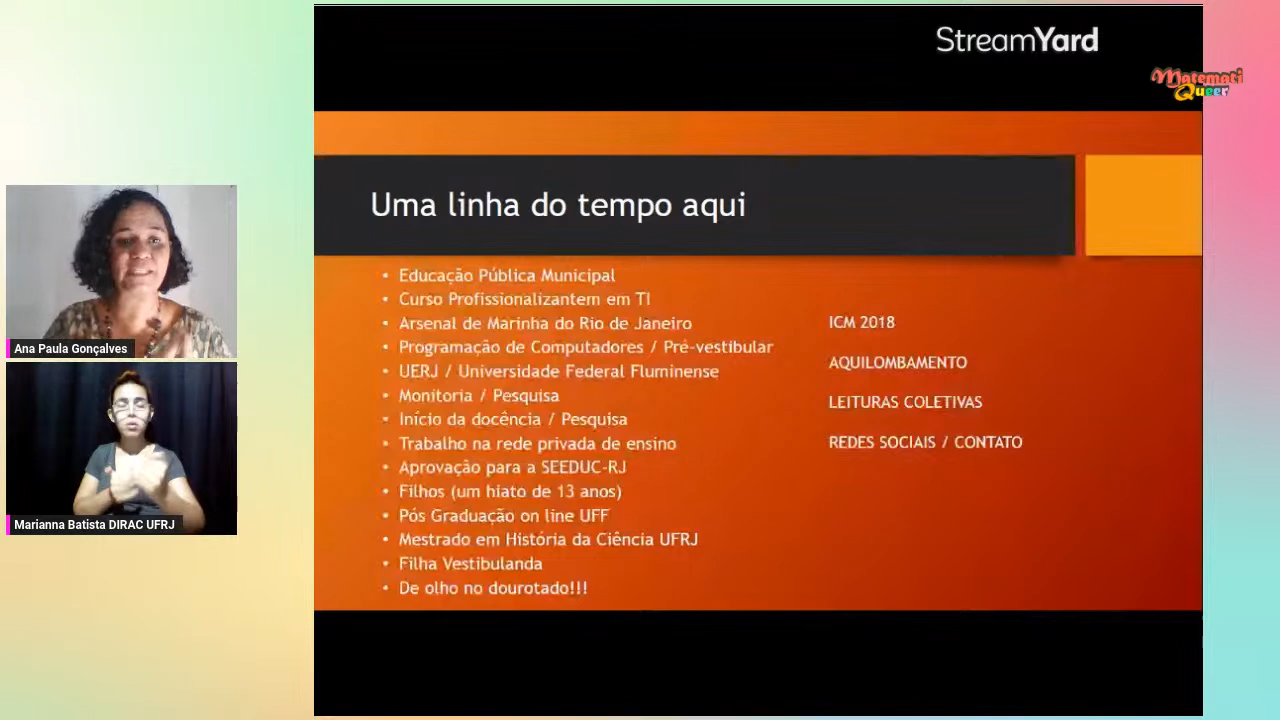 StreamYard
Matemati
Queer
Uma linha do tempo aqui
• Educação Pública Municipal
• Curso Profissionalizantem em TI
• Arsenal de Marinha do Rio de Janeiro
• Programação de Computadores / Pré-vestibular
• UERJ / Universidade Federal Fluminense
• Monitoria / Pesquisa
• Início da docência / Pesquisa
• Trabalho na rede privada de ensino
• Aprovação para a SEEDUC-RJ
• Filhos (um hiato de 13 anos)
• Pós Graduação on line UFF
• Mestrado em História da Ciência UFRJ
• Filha Vestibulanda
• De olho no dourotado!!!
ICM 2018
AQUILOMBAMENTO
LEITURAS COLETIVAS
REDES SOCIAIS / CONTATO
Ana Paula Gonçalves
Marianna Batista DIRAC UFRJ